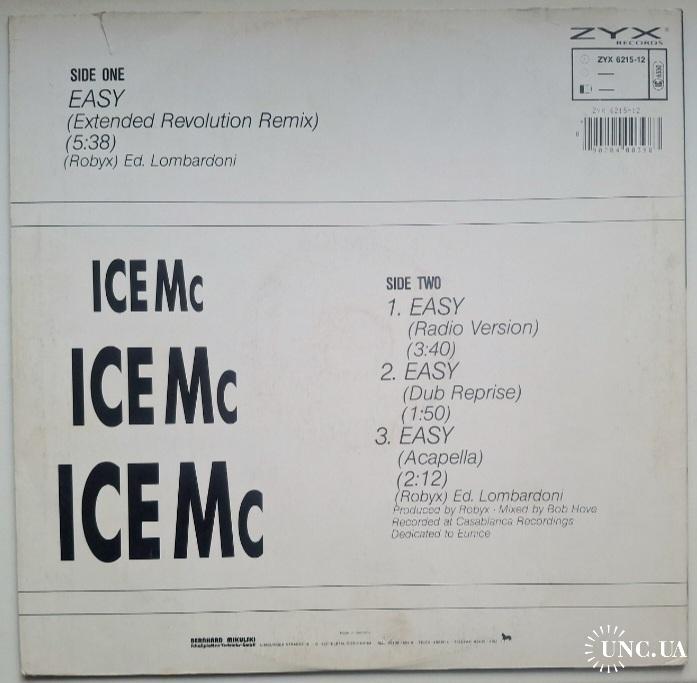 ZYX
RECORDS
ZYX 6215-12
ZYX 6215-12
SIDE ONE
EASY
(Extended Revolution Remix)
(5:38)
(Robyx) Ed. Lombardoni
ICE Mc
ICE Mc
ICE Mc
SIDE TWO
1. EASY
(Radio Version)
(3:40)
2. EASY
(Dub Reprise)
(1:50)
3. EASY
(Acapella)
(2:12)
(Robyx) Ed. Lombardoni
Produced by Robyx • Mixed by Bob Hove
Recorded at Casablanca Recordings
Dedicated to Eunice
BERNHARD MIKULSKI
UNC.UA